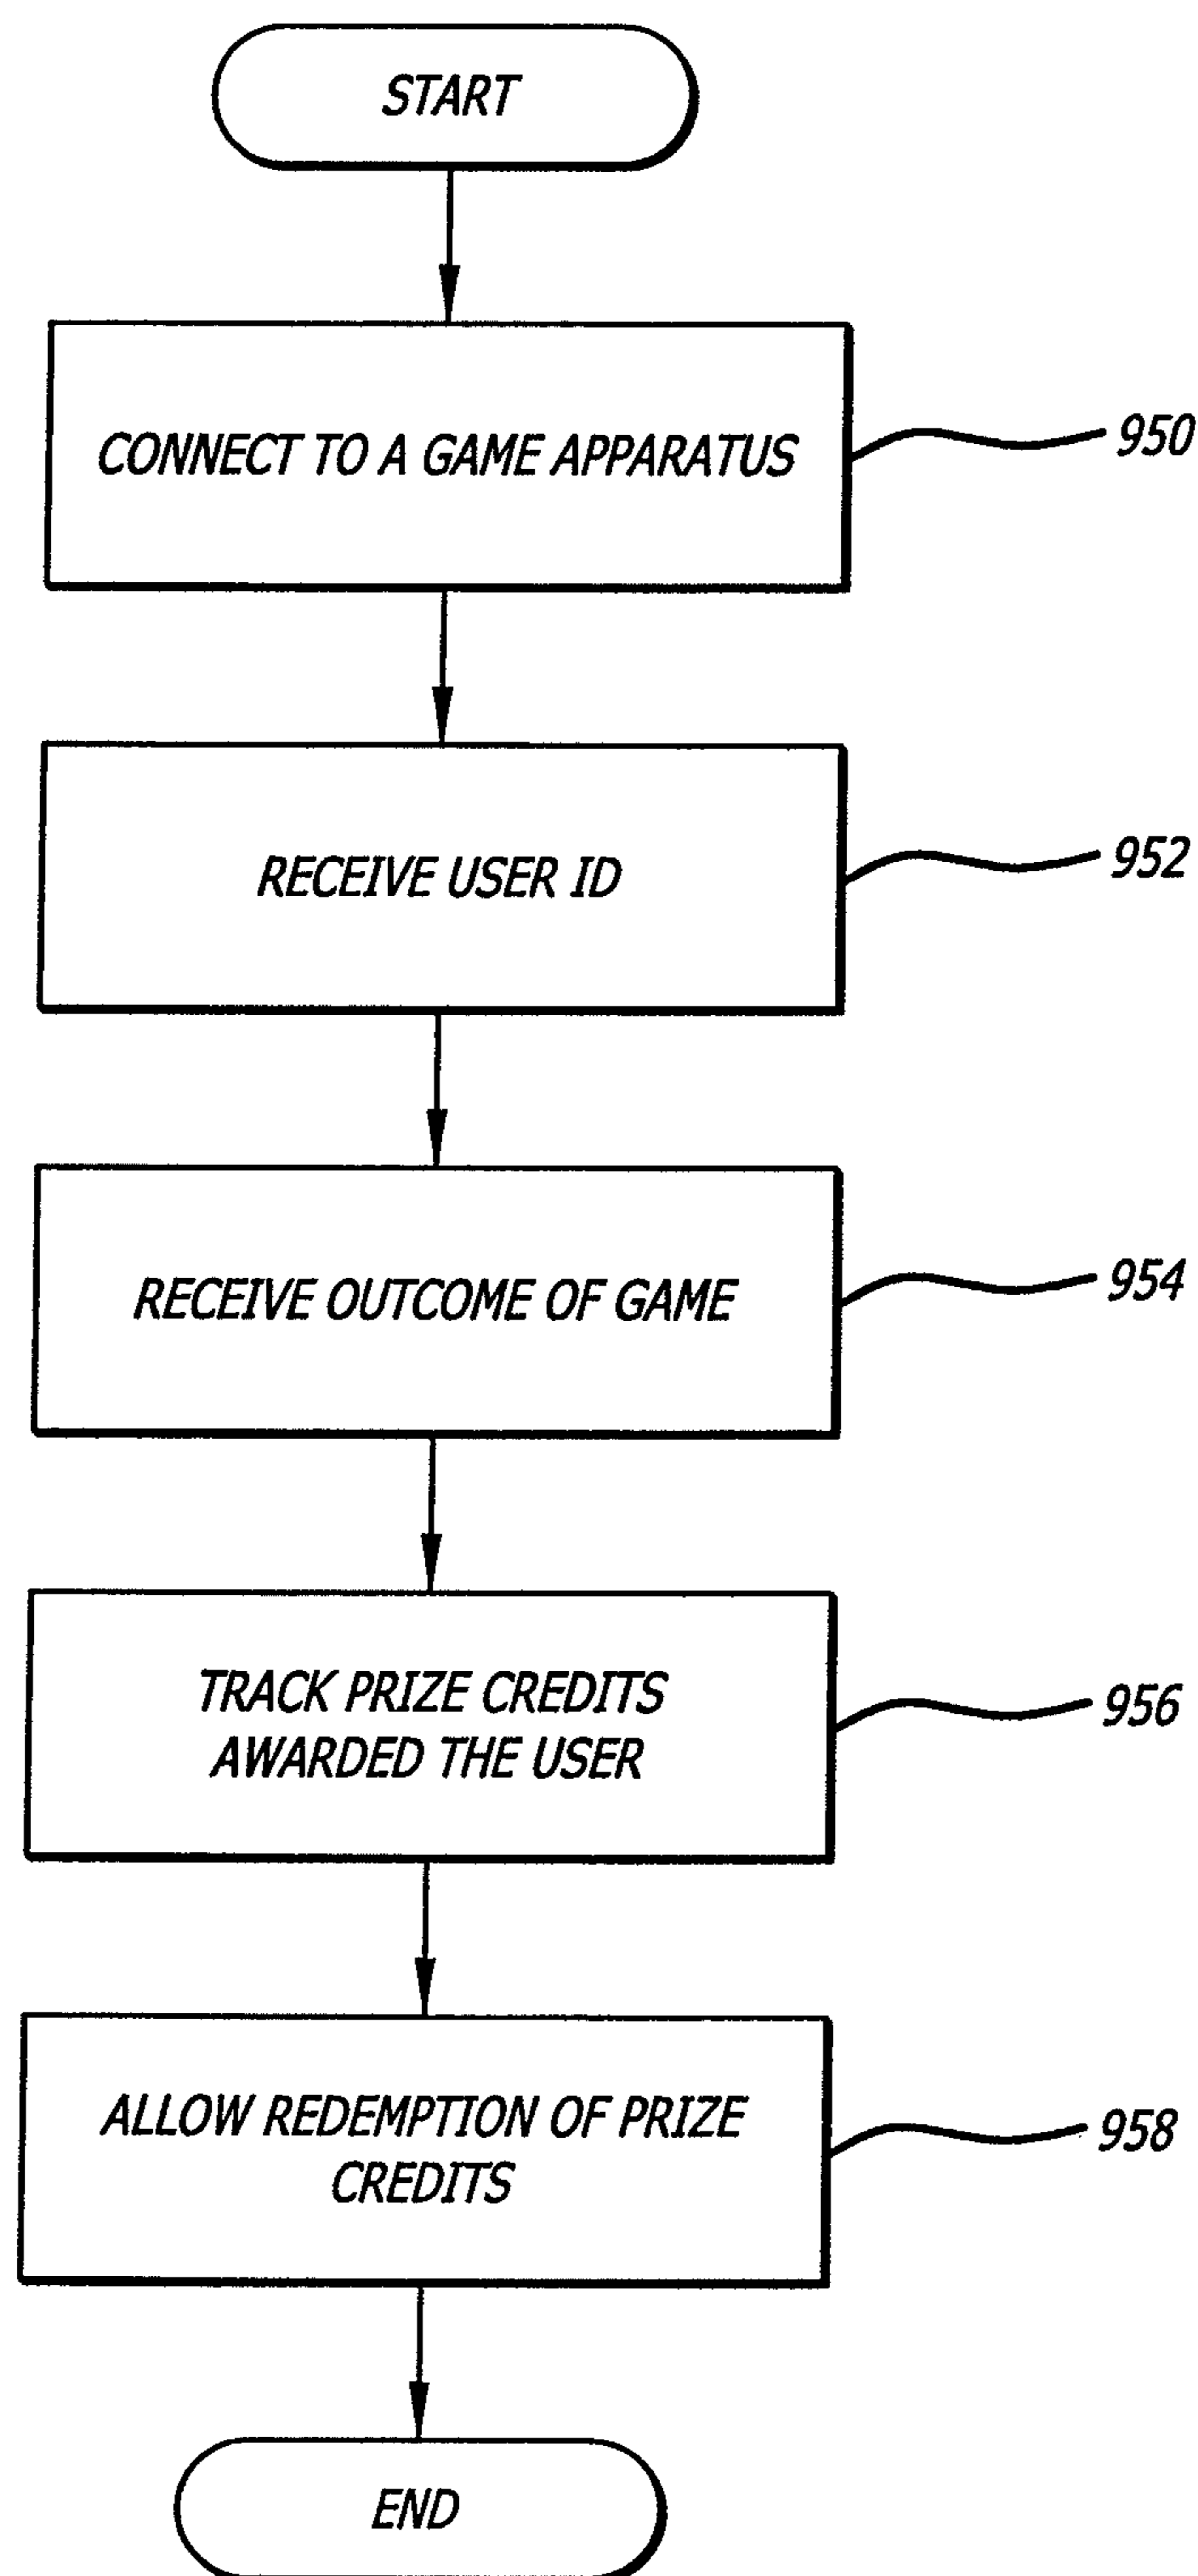 START
CONNECT TO A GAME APPARATUS
950
RECEIVE USER ID
952
RECEIVE OUTCOME OF GAME
954
TRACK PRIZE CREDITS
AWARDED THE USER
956
ALLOW REDEMPTION OF PRIZE
CREDITS
958
END